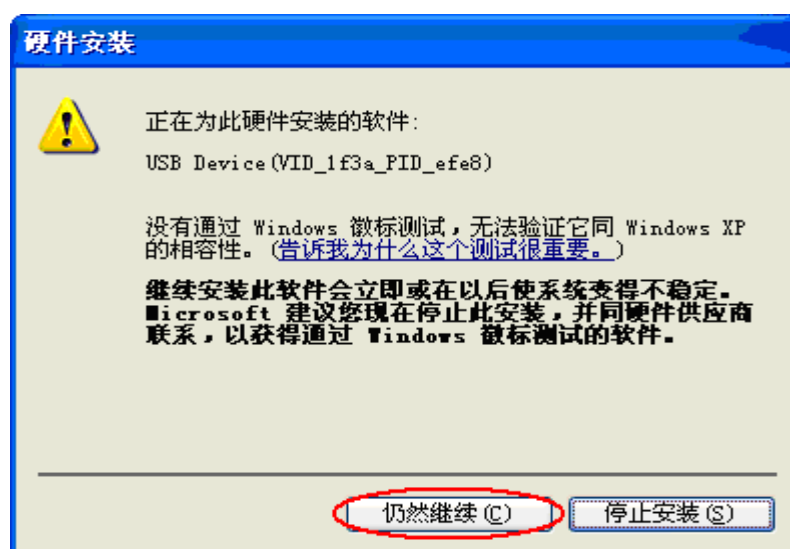 硬件安装
正在为此硬件安装的软件:
USB Device(VID_1f3a_PID_efe8)
没有通过 Windows 徽标测试，无法验证它同 Windows XP
的相容性。(告诉我为什么这个测试很重要。)
继续安装此软件会立即或在以后使系统变得不稳定。
Microsoft 建议您现在停止此安装，并同硬件供应商
联系，以获得通过 Windows 徽标测试的软件。
仍然继续(C) 停止安装(S)